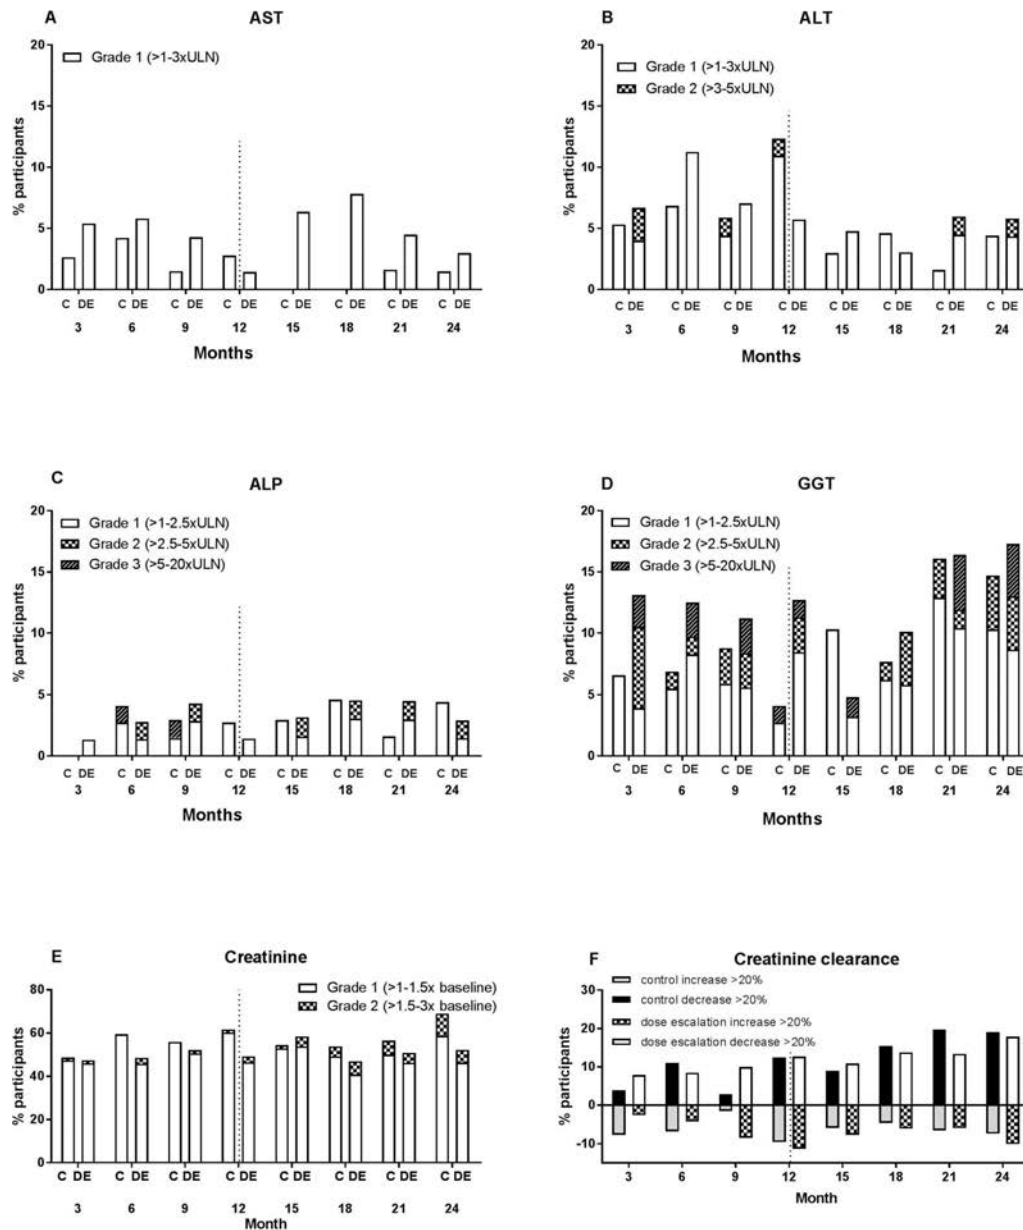 A
AST
20
15
10
5
0
% participants
Grade 1 (>1-3xULN)
C DE C DE C DE C DE C DE C DE C DE C DE
3 6 9 12 15 18 21 24
Months
B
ALT
20
15
10
5
0
% participants
Grade 1 (>1-3xULN)
Grade 2 (>3-5xULN)
C DE C DE C DE C DE C DE C DE C DE C DE
3 6 9 12 15 18 21 24
Months
C
ALP
20
15
10
5
0
% participants
Grade 1 (>1-2.5xULN)
Grade 2 (>2.5-5xULN)
Grade 3 (>5-20xULN)
C DE C DE C DE C DE C DE C DE C DE C DE
3 6 9 12 15 18 21 24
Months
D
GGT
20
15
10
5
0
% participants
Grade 1 (>1-2.5xULN)
Grade 2 (>2.5-5xULN)
Grade 3 (>5-20xULN)
C DE C DE C DE C DE C DE C DE C DE C DE
3 6 9 12 15 18 21 24
Months
E
Creatinine
80
60
40
20
0
% participants
Grade 1 (>1-1.5x baseline)
Grade 2 (>1.5-3x baseline)
C DE C DE C DE C DE C DE C DE C DE C DE
3 6 9 12 15 18 21 24
Month
F
Creatinine clearance
30
20
10
0
-10
% participants
control increase >20%
control decrease >20%
dose escalation increase >20%
dose escalation decrease >20%
3 6 9 12 15 18 21 24
Month